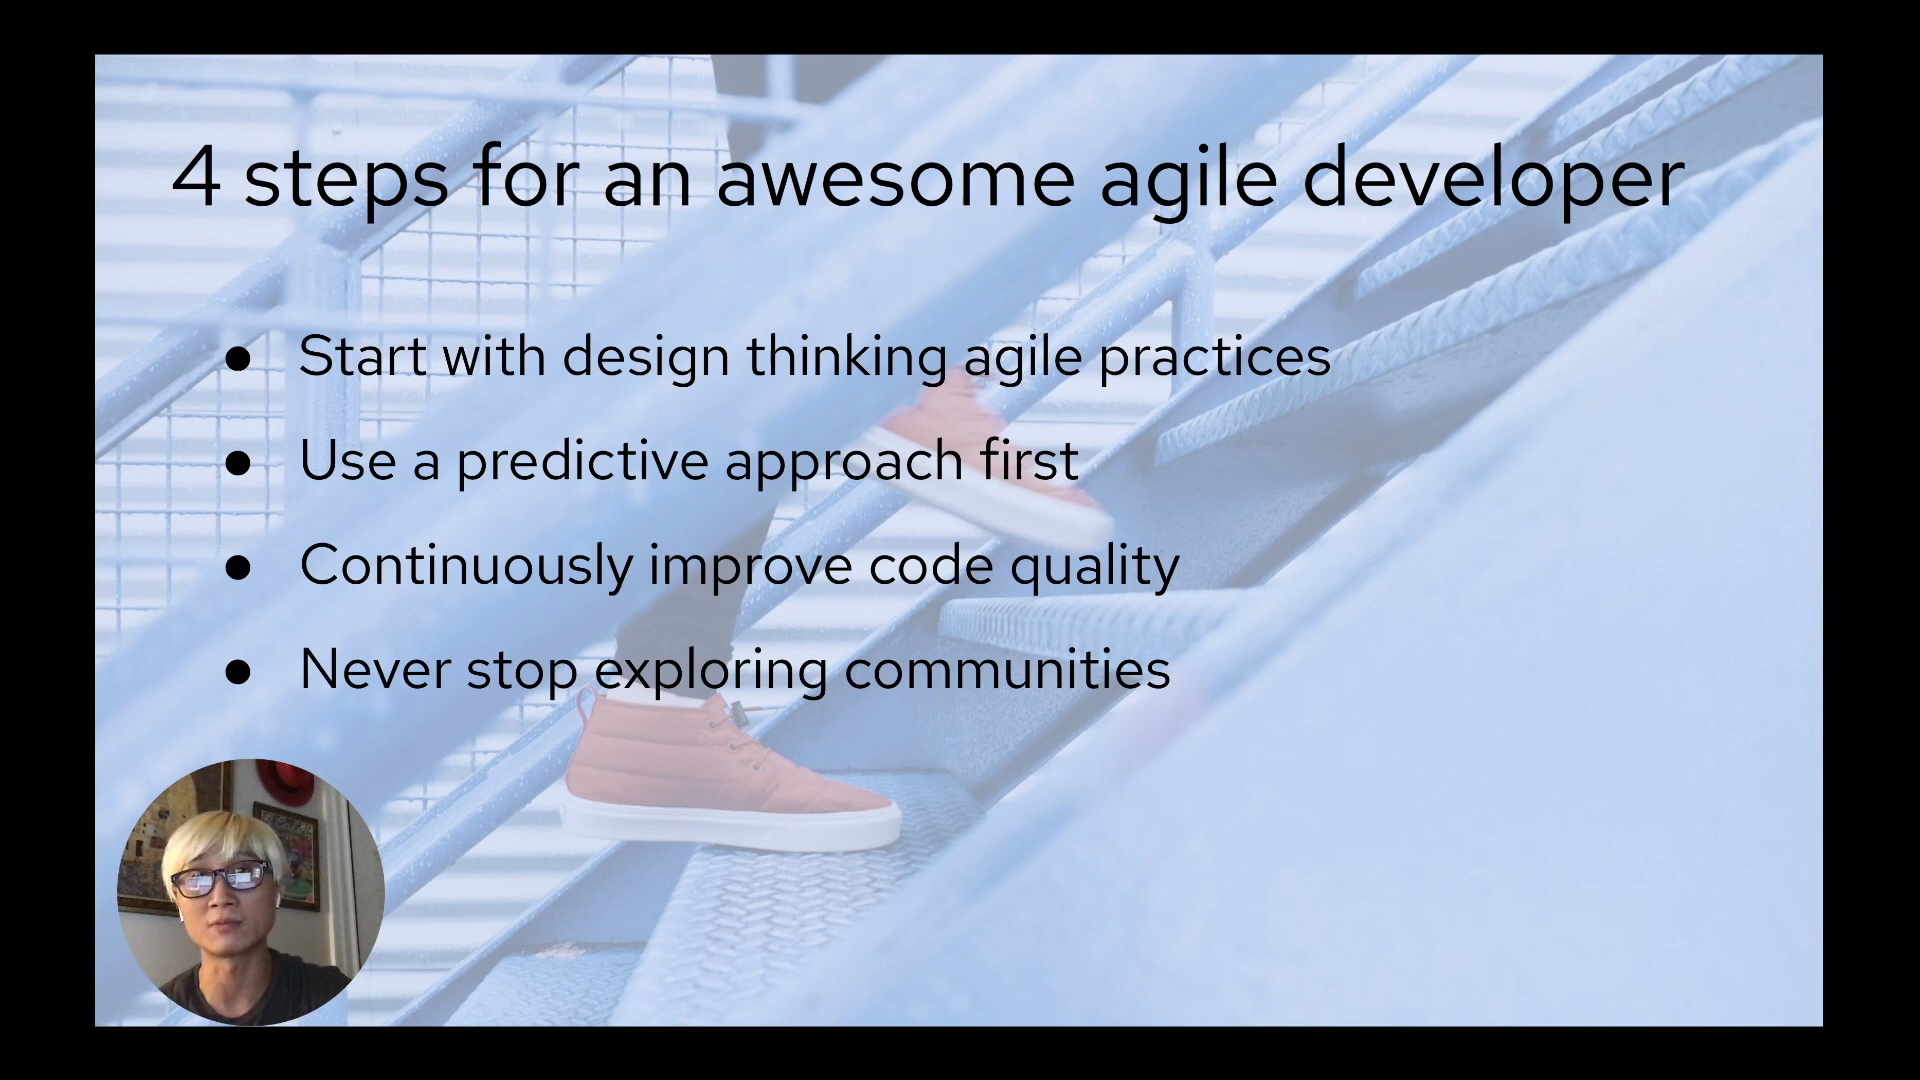 4 steps for an awesome agile developer
● Start with design thinking agile practices
● Use a predictive approach first
● Continuously improve code quality
● Never stop exploring communities